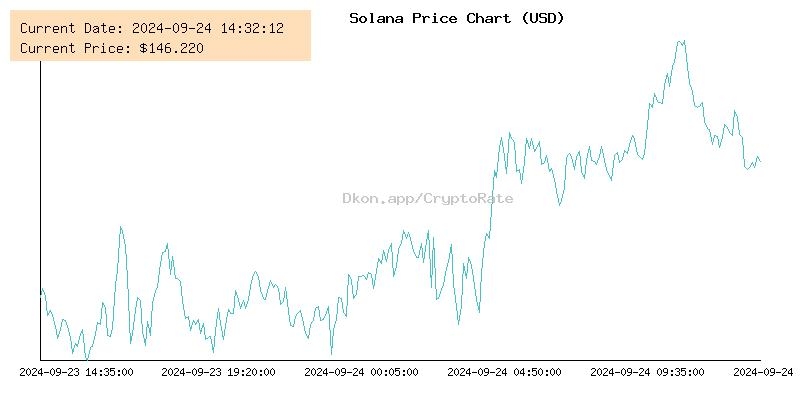 Solana Price Chart (USD)
Current Date: 2024-09-24 14:32:12
Current Price: $146.220
Dkon.app/CryptoRate
2024-09-23 14:35:00 2024-09-23 19:20:00 2024-09-24 00:05:00 2024-09-24 04:50:00 2024-09-24 09:35:00 2024-09-24